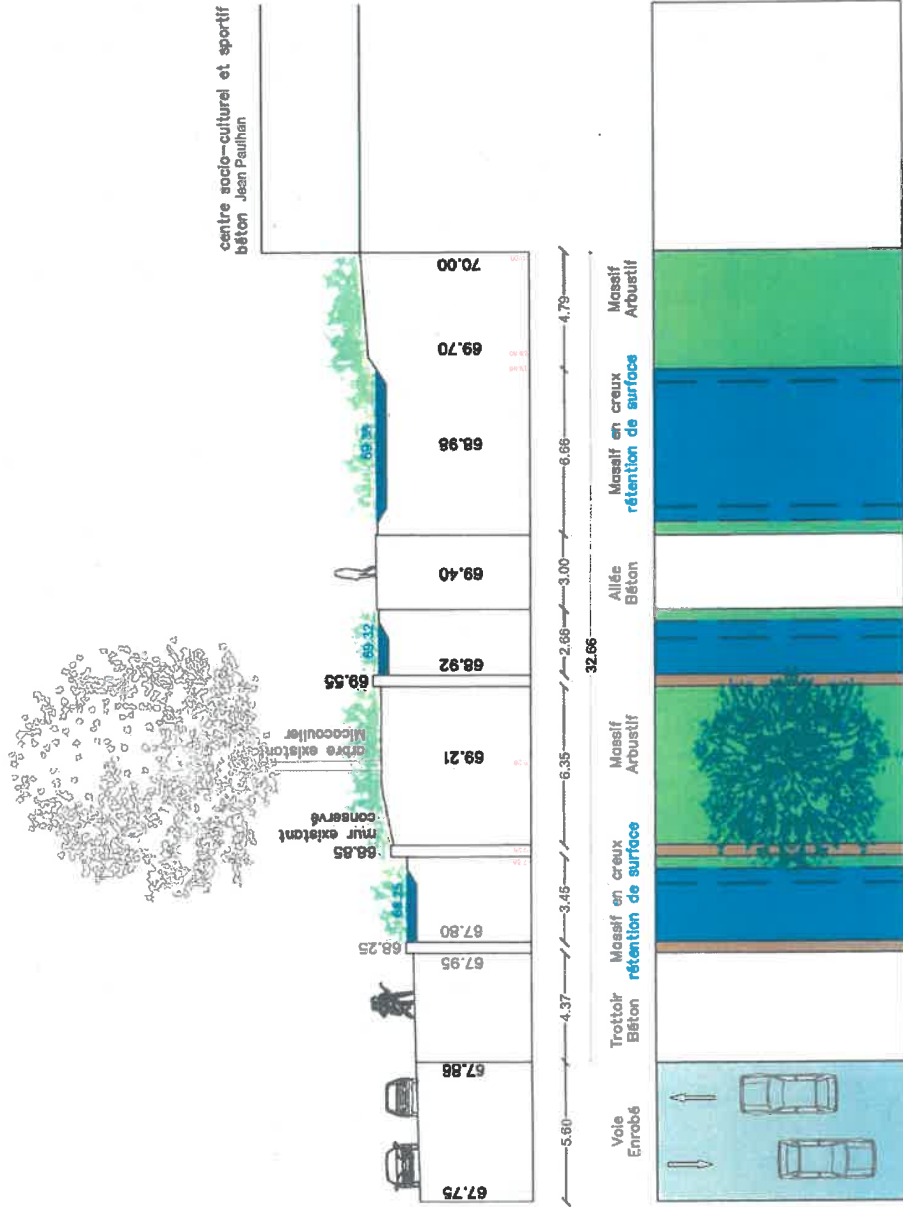 centre socio-culturel et sportif
béton Jean Paulhan
arbre existant
Micocoulier
mur existant
conservé
67.75
67.86
67.95
68.25
67.80
68.25
68.85
69.21
69.55
68.92
69.32
69.40
68.98
69.70
70.00
5.60
4.37
3.45
6.35
2.66
3.00
6.66
4.79
32.66
Voie
Enrobé
Trottoir
Béton
Massif en creux
rétention de surface
Massif
Arbustif
Allée
Béton
Massif en creux
rétention de surface
Massif
Arbustif